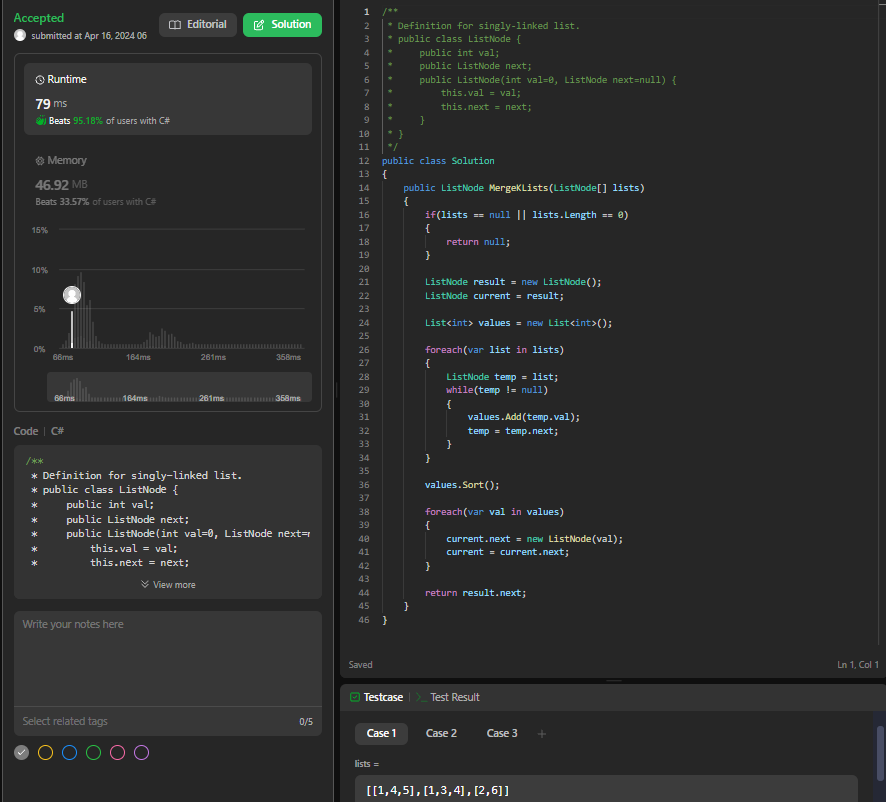 Accepted
submitted at Apr 16, 2024 06
Editorial
Solution
Runtime
79 ms
Beats 95.18% of users with C#
Memory
46.92 MB
Beats 33.57% of users with C#
15%
10%
5%
0%
66ms 164ms 261ms 358ms
66ms 164ms 261ms 358ms
Code | C#
/**
* Definition for singly-linked list.
* public class ListNode {
*     public int val;
*     public ListNode next;
*     public ListNode(int val=0, ListNode next=
*         this.val = val;
*         this.next = next;
View more
Write your notes here
Select related tags 0/5
1 /**
2  * Definition for singly-linked list.
3  * public class ListNode {
4  *     public int val;
5  *     public ListNode next;
6  *     public ListNode(int val=0, ListNode next=null) {
7  *         this.val = val;
8  *         this.next = next;
9  *     }
10  * }
11  */
12 public class Solution
13 {
14     public ListNode MergeKLists(ListNode[] lists)
15     {
16         if(lists == null || lists.Length == 0)
17         {
18             return null;
19         }
20
21         ListNode result = new ListNode();
22         ListNode current = result;
23
24         List<int> values = new List<int>();
25
26         foreach(var list in lists)
27         {
28             ListNode temp = list;
29             while(temp != null)
30             {
31                 values.Add(temp.val);
32                 temp = temp.next;
33             }
34         }
35
36         values.Sort();
37
38         foreach(var val in values)
39         {
40             current.next = new ListNode(val);
41             current = current.next;
42         }
43
44         return result.next;
45     }
46 }
Saved
Ln 1, Col 1
Testcase | >_ Test Result
Case 1 Case 2 Case 3 +
lists =
[[1,4,5],[1,3,4],[2,6]]